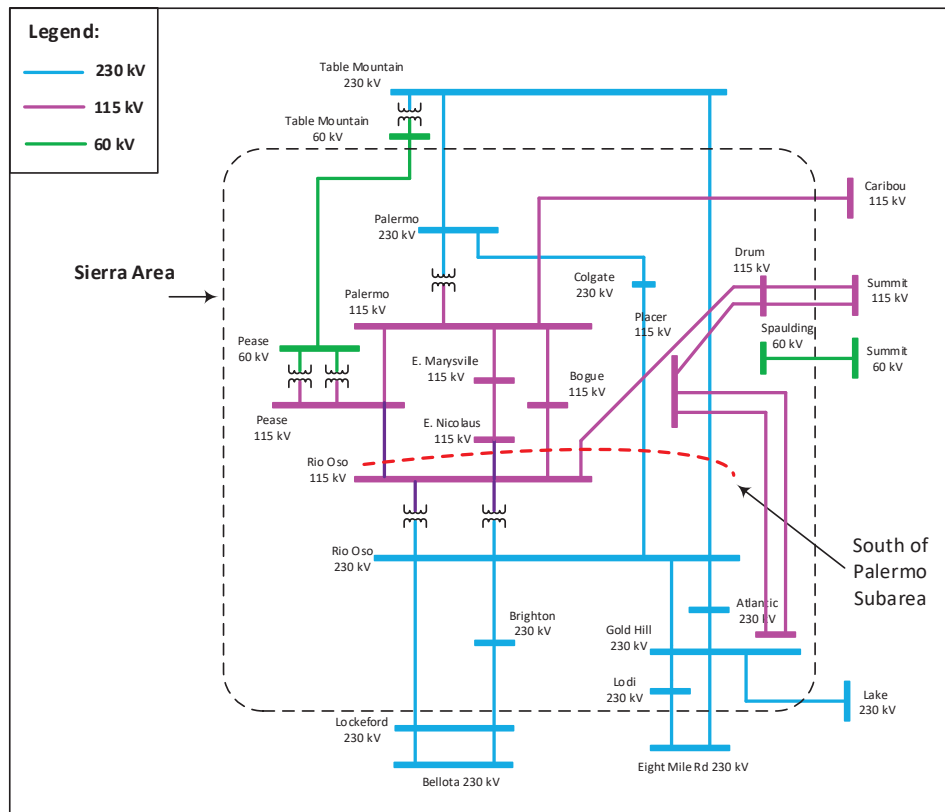 Legend:
230 kV
115 kV
60 kV
Table Mountain
230 kV
Table Mountain
60 kV
Caribou
115 kV
Palermo
230 kV
Drum
115 kV
Sierra Area
Colgate
230 kV
Summit
115 kV
Palermo
115 kV
Placer
115 kV
Spaulding
60 kV
Pease
60 kV
E. Marysville
115 kV
Summit
60 kV
Bogue
115 kV
Pease
115 kV
E. Nicolaus
115 kV
Rio Oso
115 kV
Rio Oso
230 kV
South of
Palermo
Subarea
Brighton
230 kV
Atlantic
230 kV
Gold Hill
230 kV
Lodi
230 kV
Lake
230 kV
Lockeford
230 kV
Bellota 230 kV
Eight Mile Rd 230 kV